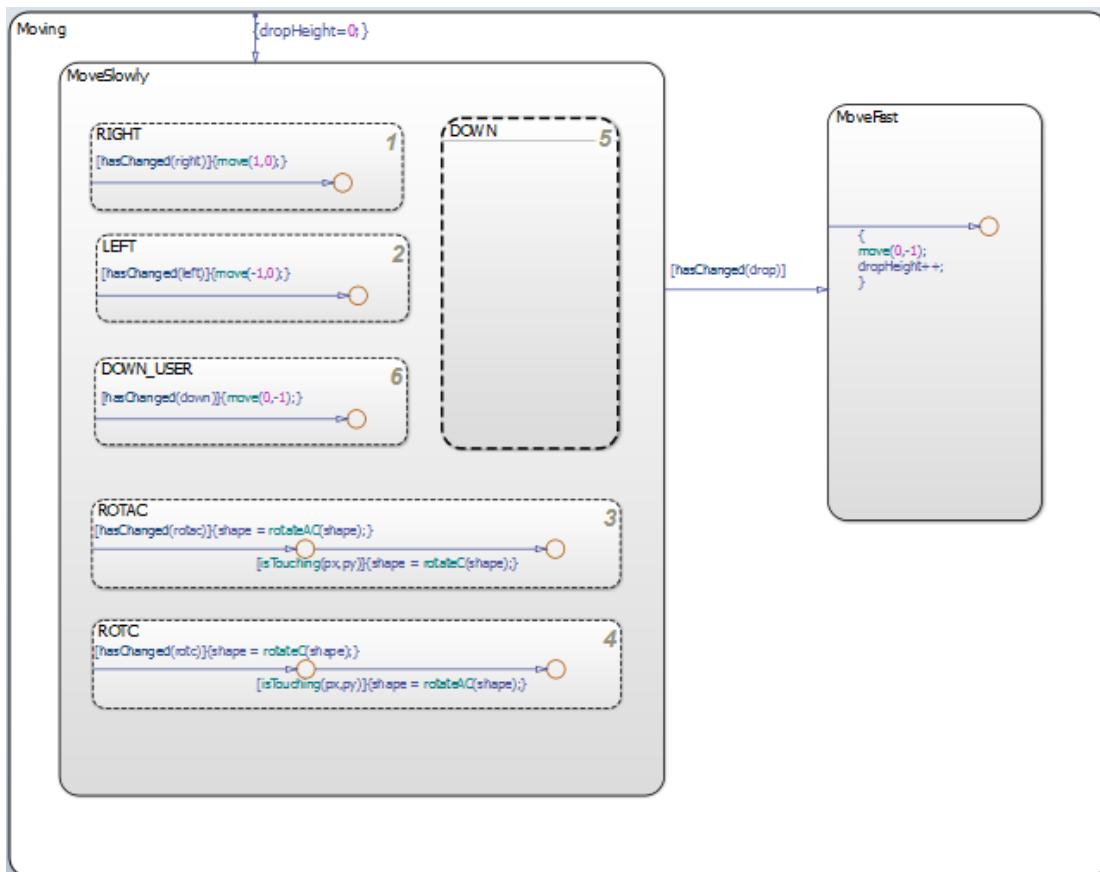 Moving
{dropHeight=0;}
MoveSlowly
RIGHT
1
[hasChanged(right)]{move(1,0);}
LEFT
2
[hasChanged(left)]{move(-1,0);}
DOWN_USER
6
[hasChanged(down)]{move(0,-1);}
DOWN
5
ROTAC
3
[hasChanged(rotac)]{shape = rotateAC(shape);}
[isTouching(px,py)]{shape = rotateC(shape);}
ROTC
4
[hasChanged(rotc)]{shape = rotateC(shape);}
[isTouching(px,py)]{shape = rotateAC(shape);}
[hasChanged(drop)]
MoveFast
{
move(0,-1);
dropHeight++;
}